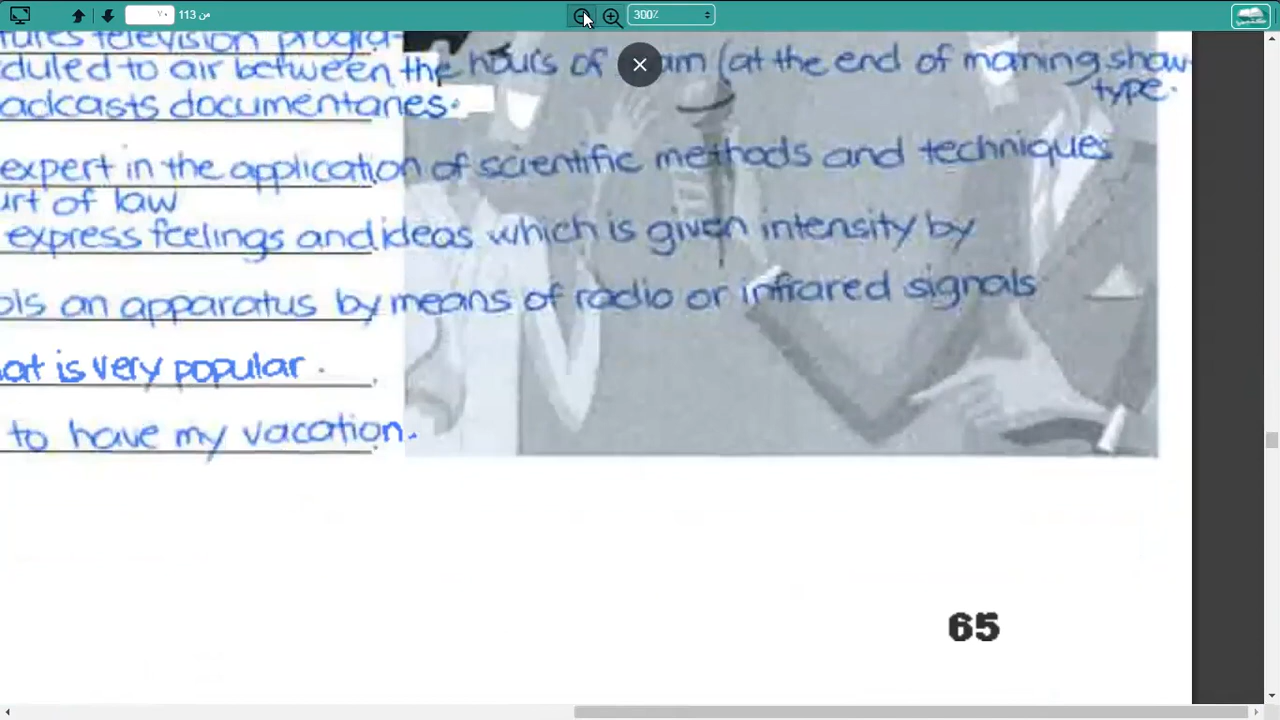 ٧٠
من 113
300٪
tures television progra-
duled to air between the hours of am (at the end of morning show
type.
adcasts documentaries.
expert in the application of scientific methods and techniques
urt of law
express feelings and ideas which is given intensity by
ols an apparatus by means of radio or infrared signals
at is very popular.
to have my vacation.
65